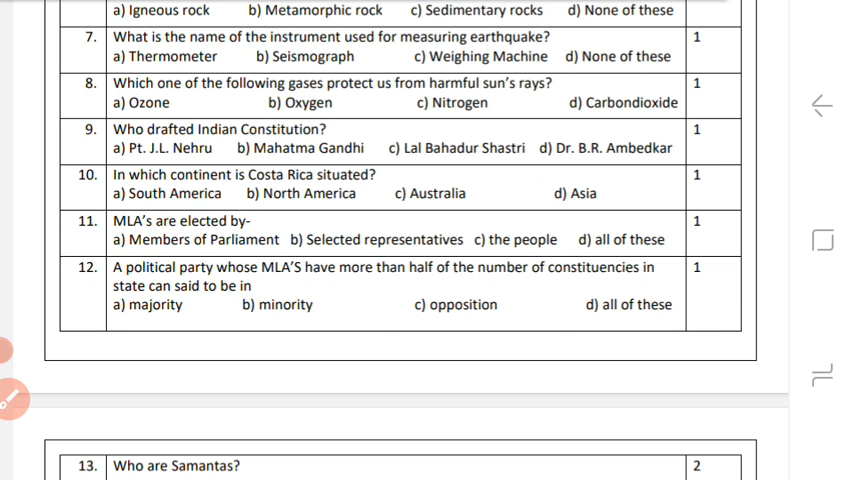 a) Igneous rock b) Metamorphic rock c) Sedimentary rocks d) None of these
7. What is the name of the instrument used for measuring earthquake? 1
a) Thermometer b) Seismograph c) Weighing Machine d) None of these
8. Which one of the following gases protect us from harmful sun's rays? 1
a) Ozone b) Oxygen c) Nitrogen d) Carbondioxide
9. Who drafted Indian Constitution? 1
a) Pt. J.L. Nehru b) Mahatma Gandhi c) Lal Bahadur Shastri d) Dr. B.R. Ambedkar
10. In which continent is Costa Rica situated? 1
a) South America b) North America c) Australia d) Asia
11. MLA's are elected by- 1
a) Members of Parliament b) Selected representatives c) the people d) all of these
12. A political party whose MLA'S have more than half of the number of constituencies in 1
state can said to be in
a) majority b) minority c) opposition d) all of these
13. Who are Samantas? 2